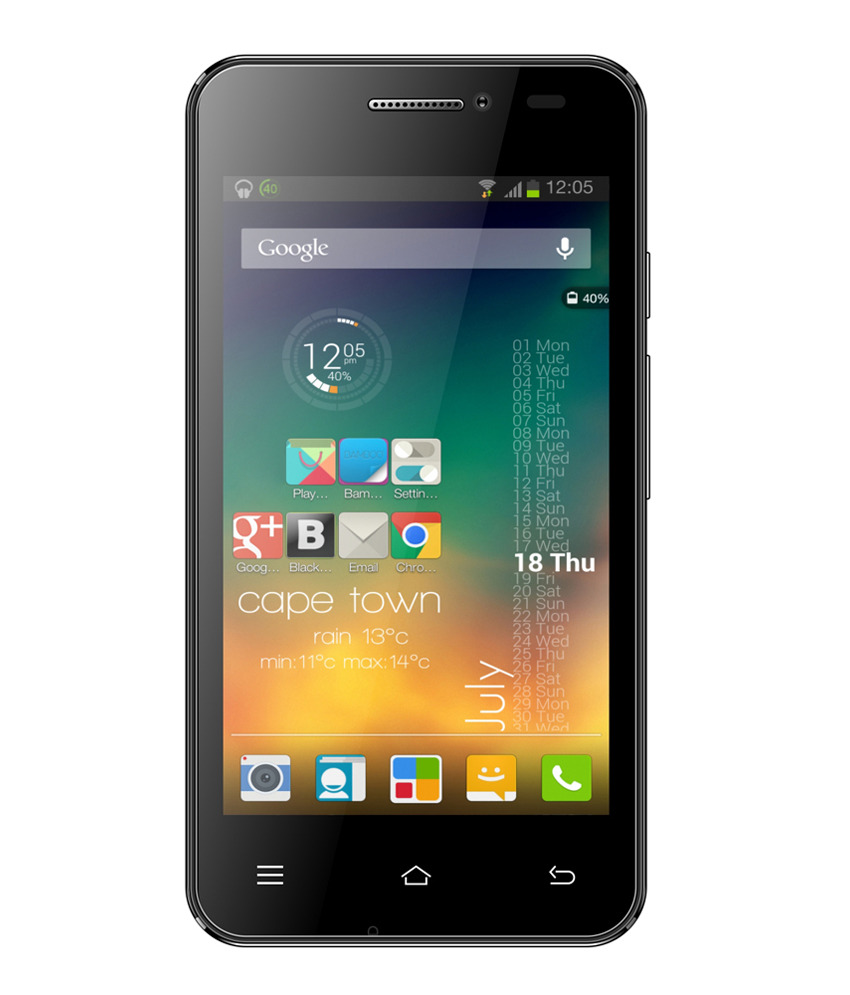 40
12:05
Google
40%
12 05
pm
40%
01 Mon
02 Tue
03 Wed
04 Thu
05 Fri
06 Sat
07 Sun
08 Mon
09 Tue
10 Wed
11 Thu
12 Fri
13 Sat
14 Sun
15 Mon
16 Tue
17 Wed
18 Thu
19 Fri
20 Sat
21 Sun
22 Mon
23 Tue
24 Wed
25 Thu
26 Fri
27 Sat
28 Sun
29 Mon
30 Tue
31 Wed
July
BAMBOO
Play... Bam... Settin...
g+ B
Goog... Black... Email Chro...
cape town
rain 13°c
min:11°c max:14°c